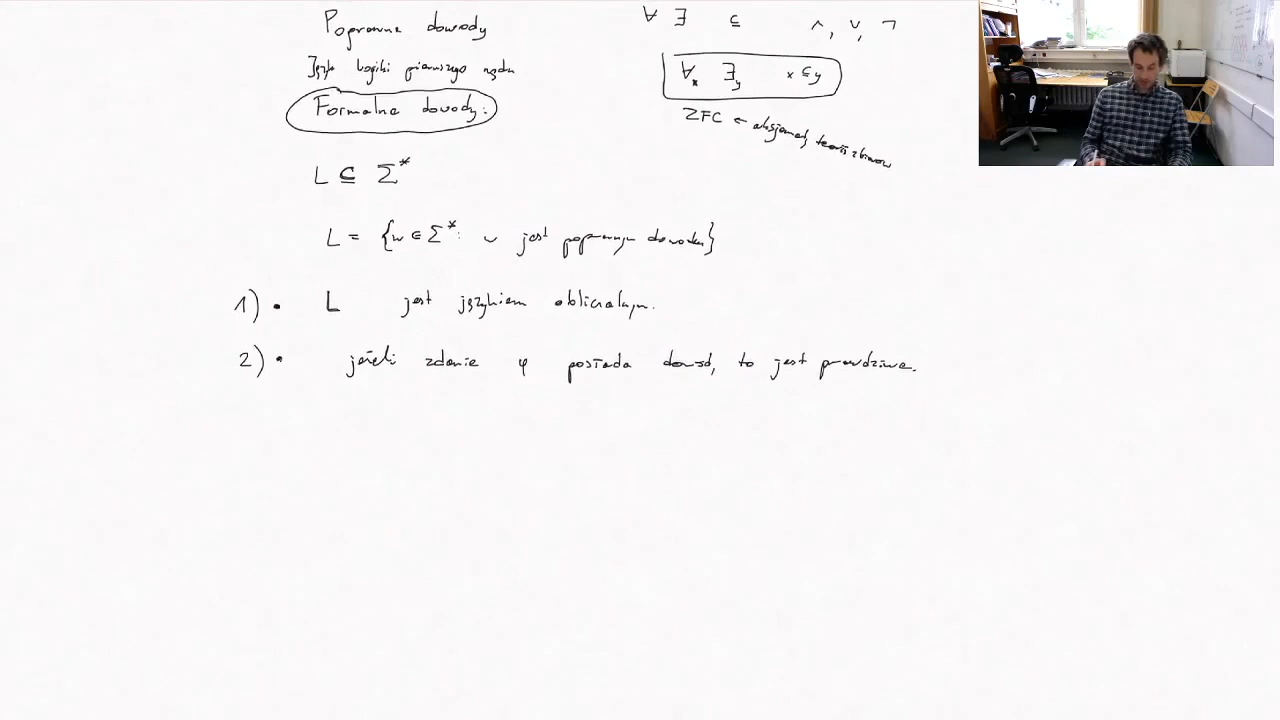 Poprawne dowody
Język logiki pierwszego rzędu
Formalne dowody:
∀ ∃ ⊆ ∧, ∨, ¬
∀x ∃y x ⊆ y
ZFC ← aksjomaty teorii zbiorów
L ⊆ Σ*
L = {w ∈ Σ*: w jest poprawnym dowodem}
1) • L jest językiem obliczalnym.
2) • jeżeli zdanie φ posiada dowód, to jest prawdziwe.